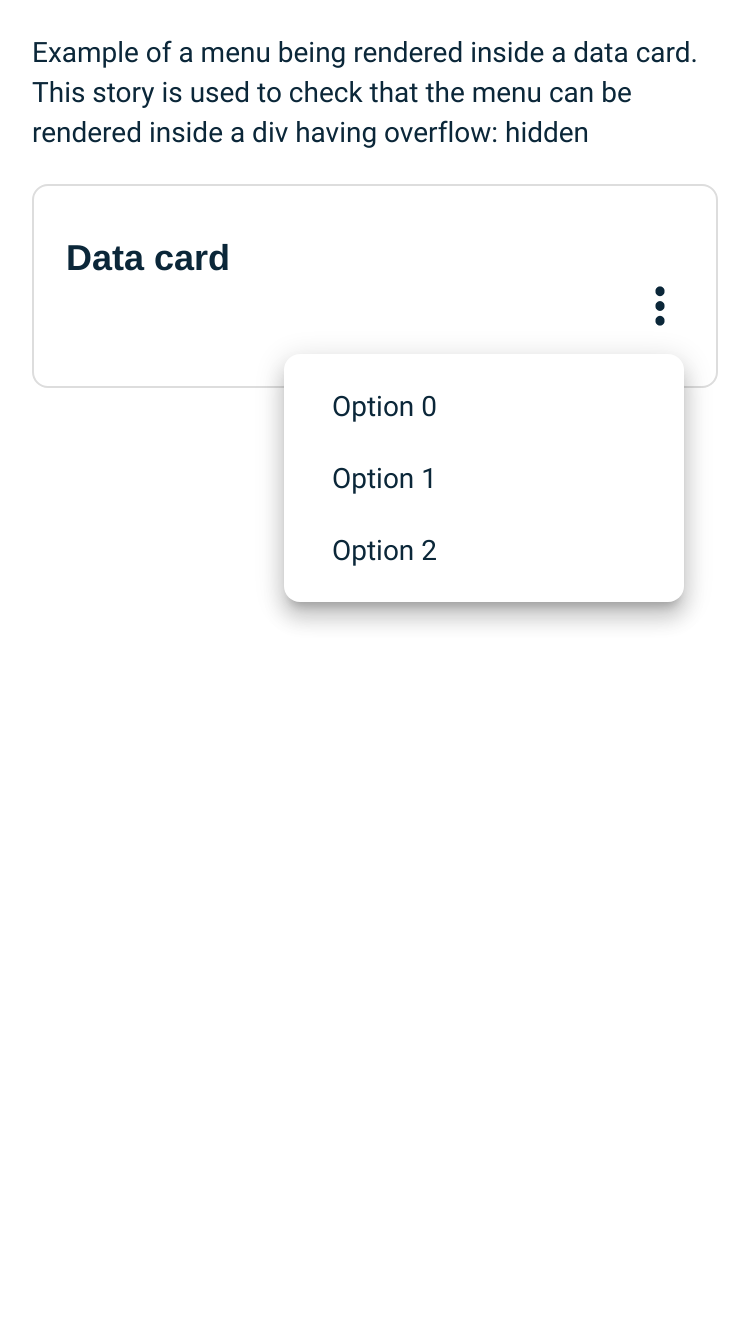 Example of a menu being rendered inside a data card.
This story is used to check that the menu can be
rendered inside a div having overflow: hidden
Data card
Option 0
Option 1
Option 2